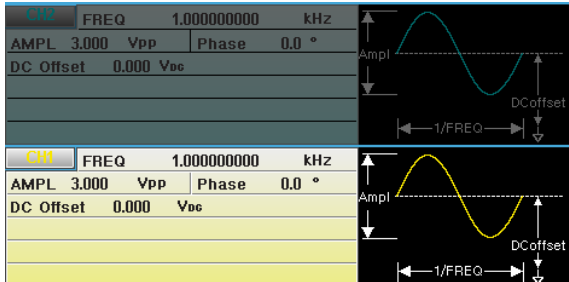 CH2 FREQ 1.000000000 kHz
AMPL 3.000 Vpp Phase 0.0 °
DC Offset 0.000 VDC
Ampl
DCoffset
1/FREQ
CH1 FREQ 1.000000000 kHz
AMPL 3.000 Vpp Phase 0.0 °
DC Offset 0.000 VDC
Ampl
DCoffset
1/FREQ